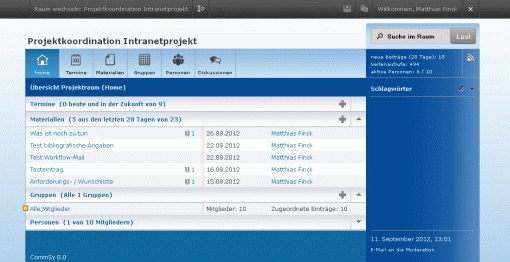 Raum wechseln: Projektkoordination Intranetprojekt
Willkommen, Matthias Finck
Projektkoordination Intranetprojekt
Suche im Raum
Los!
home
Termine
Materialien
Gruppen
Personen
Diskussionen
neue Beiträge (28 Tage): 15
Seitenaufrufe: 494
aktive Personen: 6 / 10
Übersicht Projektraum (Home)
Schlagwörter
Termine (0 heute und in der Zukunft von 9)
Materialien (5 aus den letzten 28 Tagen von 23)
Was ist noch zu tun 1 26.08.2012 Matthias Finck
Test bibliografische Angaben 22.08.2012 Matthias Finck
Test Workflow-Mail 22.08.2012 Matthias Finck
Testeintrag 1 16.08.2012 Matthias Finck
Anforderungs- / Wunschliste 1 15.08.2012 Matthias Finck
Gruppen (Alle 1 Gruppen)
Alle Mitglieder Mitglieder: 10 Zugeordnete Einträge: 10
Personen (1 von 10 Mitgliedern)
11. September 2012, 13:01
E-Mail an die Moderation
CommSy 8.0